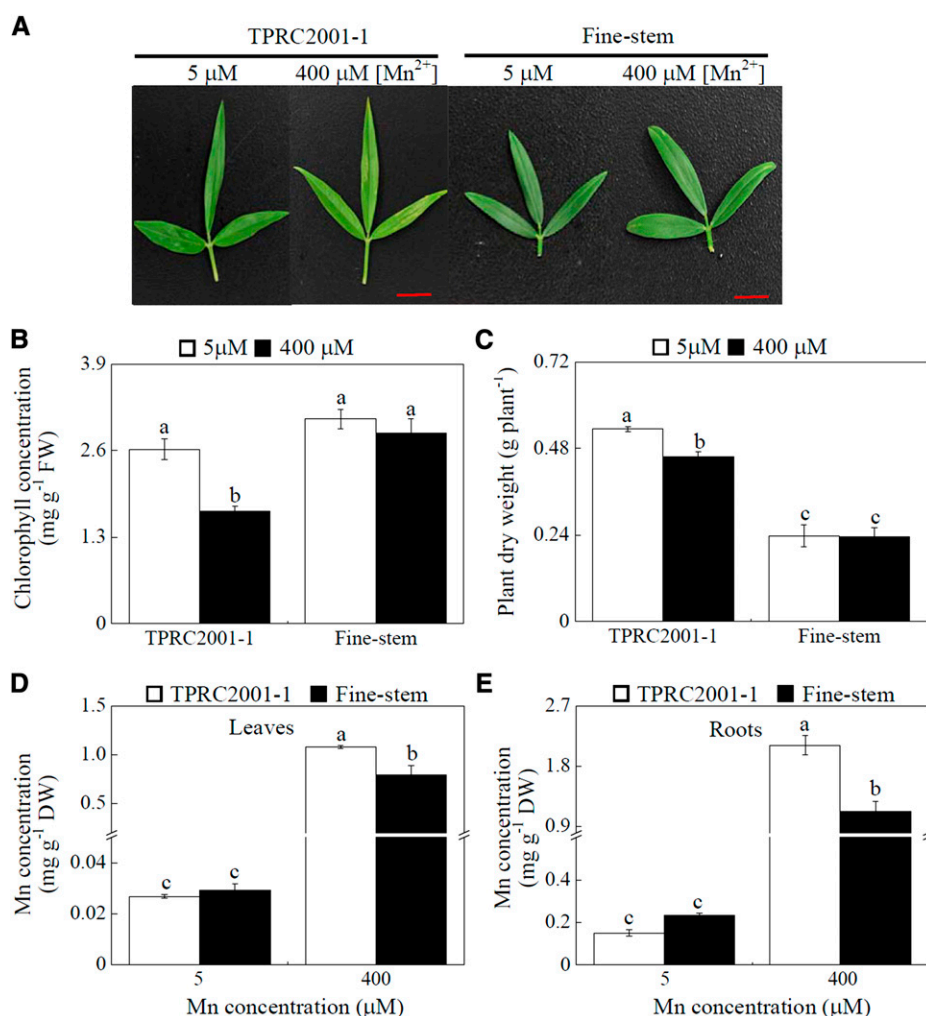 A
TPRC2001-1 Fine-stem
5 μM 400 μM [Mn²⁺] 5 μM 400 μM [Mn²⁺]
B
5μM 400 μM
Chlorophyll concentration
(mg g⁻¹ FW)
3.9
2.6
1.3
0
a
b
a
a
TPRC2001-1 Fine-stem
C
5μM 400 μM
Plant dry weight (g plant⁻¹)
0.72
0.48
0.24
0
a
b
c
c
TPRC2001-1 Fine-stem
D
TPRC2001-1 Fine-stem
Leaves
Mn concentration
(mg g⁻¹ DW)
1.5
1.0
0.5
0.04
0.02
0
c
c
a
b
5 400
Mn concentration (μM)
E
TPRC2001-1 Fine-stem
Roots
Mn concentration
(mg g⁻¹ DW)
2.7
1.8
0.9
0.4
0.2
0
c
c
a
b
5 400
Mn concentration (μM)